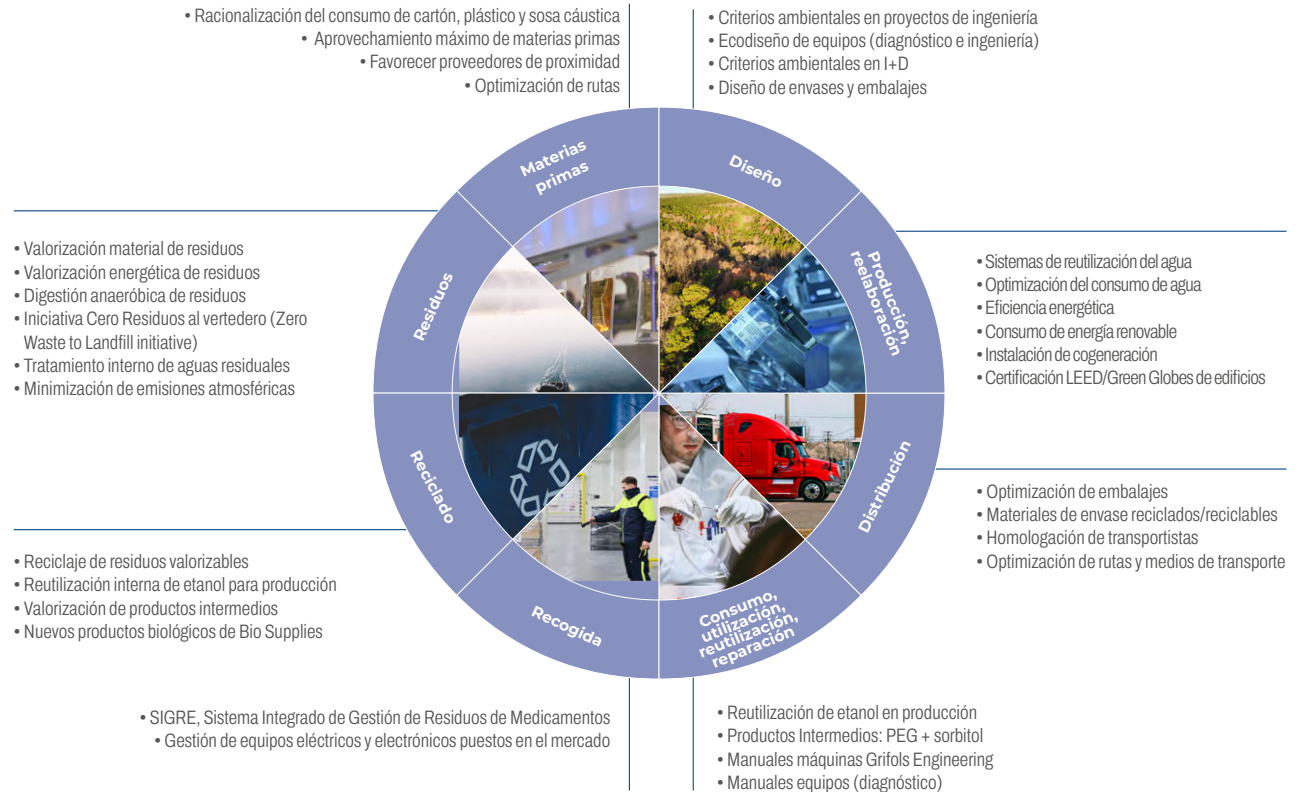 • Racionalización del consumo de cartón, plástico y sosa cáustica
• Aprovechamiento máximo de materias primas
• Favorecer proveedores de proximidad
• Optimización de rutas
• Criterios ambientales en proyectos de ingeniería
• Ecodiseño de equipos (diagnóstico e ingeniería)
• Criterios ambientales en I+D
• Diseño de envases y embalajes
Materias
primas
Diseño
Producción,
reelaboración
Distribución
Consumo,
utilización,
reutilización,
reparación
Recogida
Reciclado
Residuos
• Valorización material de residuos
• Valorización energética de residuos
• Digestión anaeróbica de residuos
• Iniciativa Cero Residuos al vertedero (Zero
Waste to Landfill initiative)
• Tratamiento interno de aguas residuales
• Minimización de emisiones atmosféricas
• Sistemas de reutilización del agua
• Optimización del consumo de agua
• Eficiencia energética
• Consumo de energía renovable
• Instalación de cogeneración
• Certificación LEED/Green Globes de edificios
• Optimización de embalajes
• Materiales de envase reciclados/reciclables
• Homologación de transportistas
• Optimización de rutas y medios de transporte
• Reciclaje de residuos valorizables
• Reutilización interna de etanol para producción
• Valorización de productos intermedios
• Nuevos productos biológicos de Bio Supplies
• SIGRE, Sistema Integrado de Gestión de Residuos de Medicamentos
• Gestión de equipos eléctricos y electrónicos puestos en el mercado
• Reutilización de etanol en producción
• Productos Intermedios: PEG + sorbitol
• Manuales máquinas Grifols Engineering
• Manuales equipos (diagnóstico)